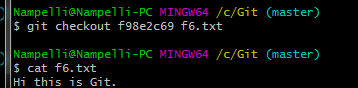 Nampelli@Nampelli-PC MINGW64 /c/Git (master)
$ git checkout f98e2c69 f6.txt
Nampelli@Nampelli-PC MINGW64 /c/Git (master)
$ cat f6.txt
Hi this is Git.